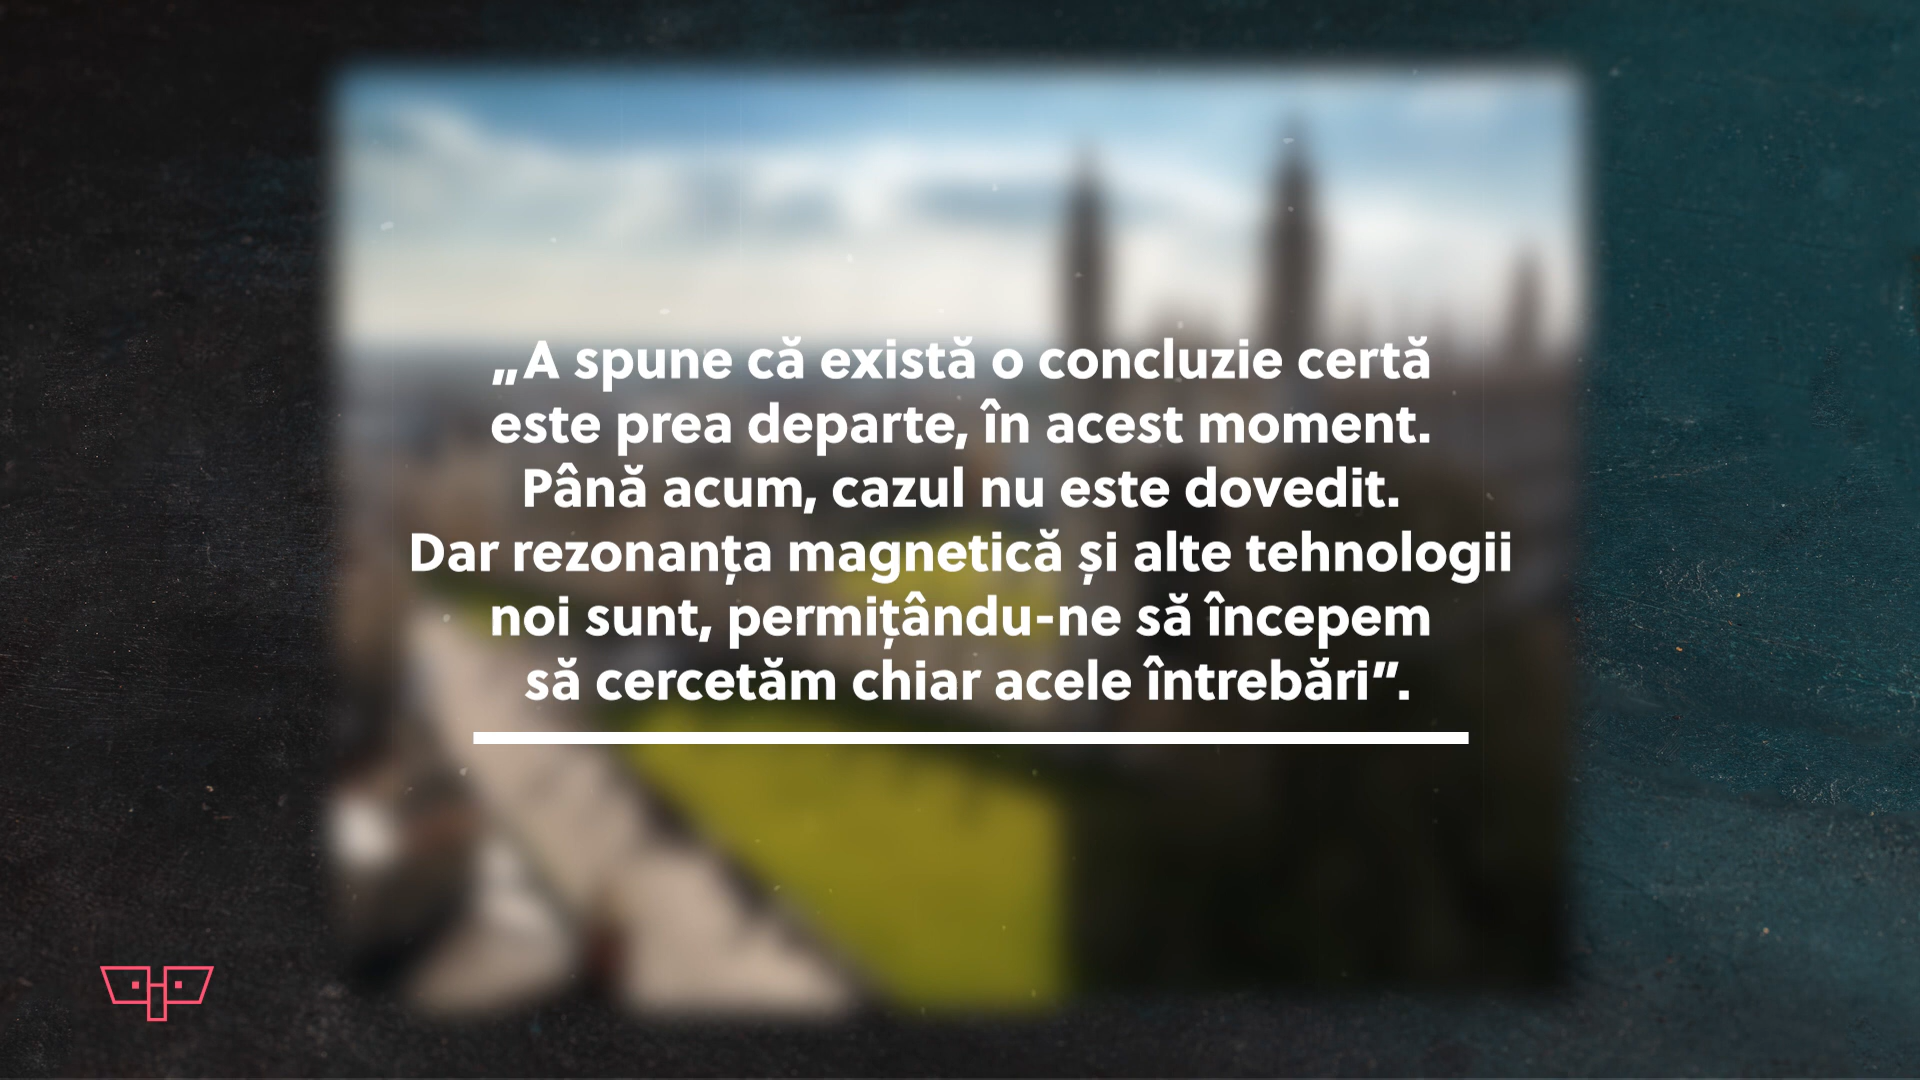 „A spune că există o concluzie certă
este prea departe, în acest moment.
Până acum, cazul nu este dovedit.
Dar rezonanța magnetică și alte tehnologii
noi sunt, permițându-ne să începem
să cercetăm chiar acele întrebări”.